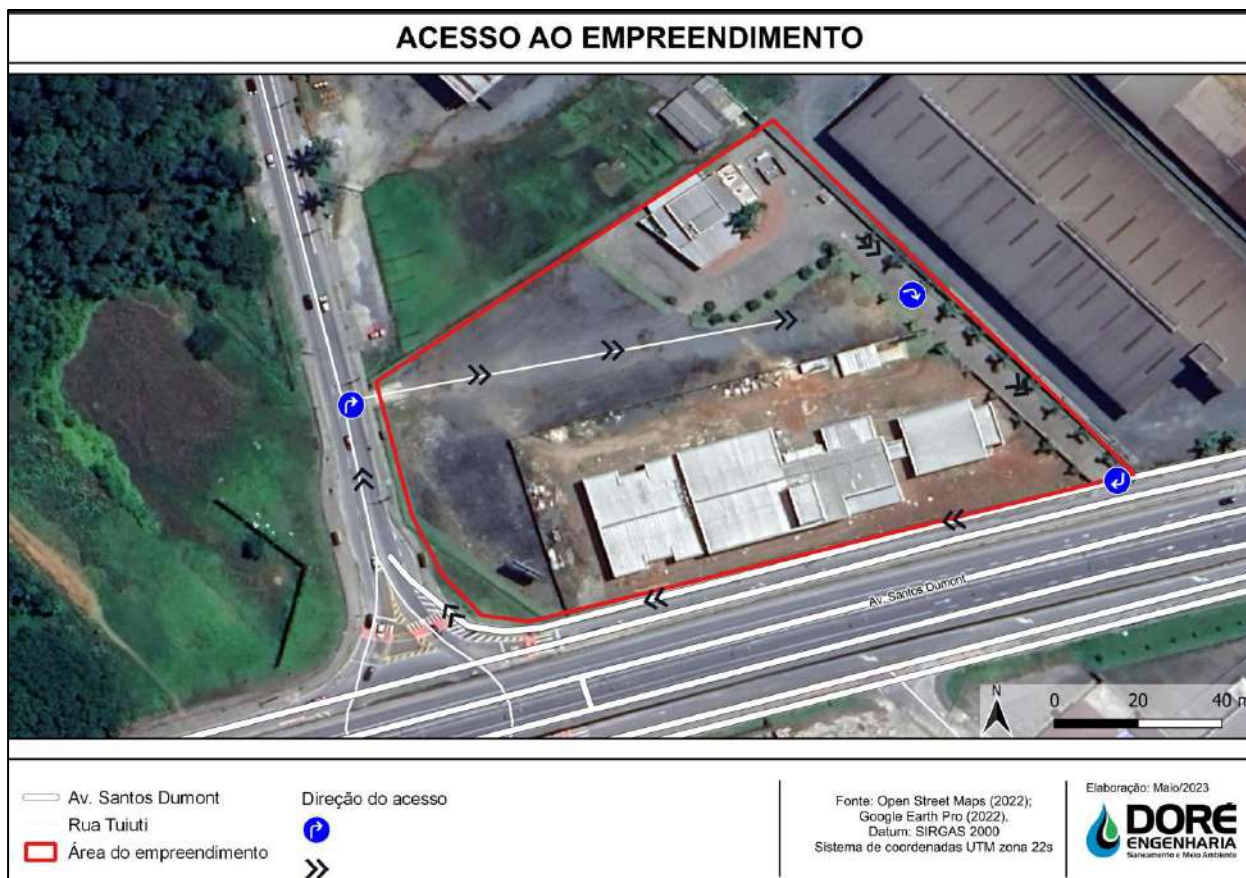 ACESSO AO EMPREENDIMENTO
Av. Santos Dumont
N
0 20 40 m
Av. Santos Dumont
Rua Tuiuti
Área do empreendimento
Direção do acesso
Fonte: Open Street Maps (2022);
Google Earth Pro (2022).
Datum: SIRGAS 2000
Sistema de coordenadas UTM zona 22s
Elaboração: Maio/2023
DORÉ
ENGENHARIA
Saneamento e Meio Ambiente